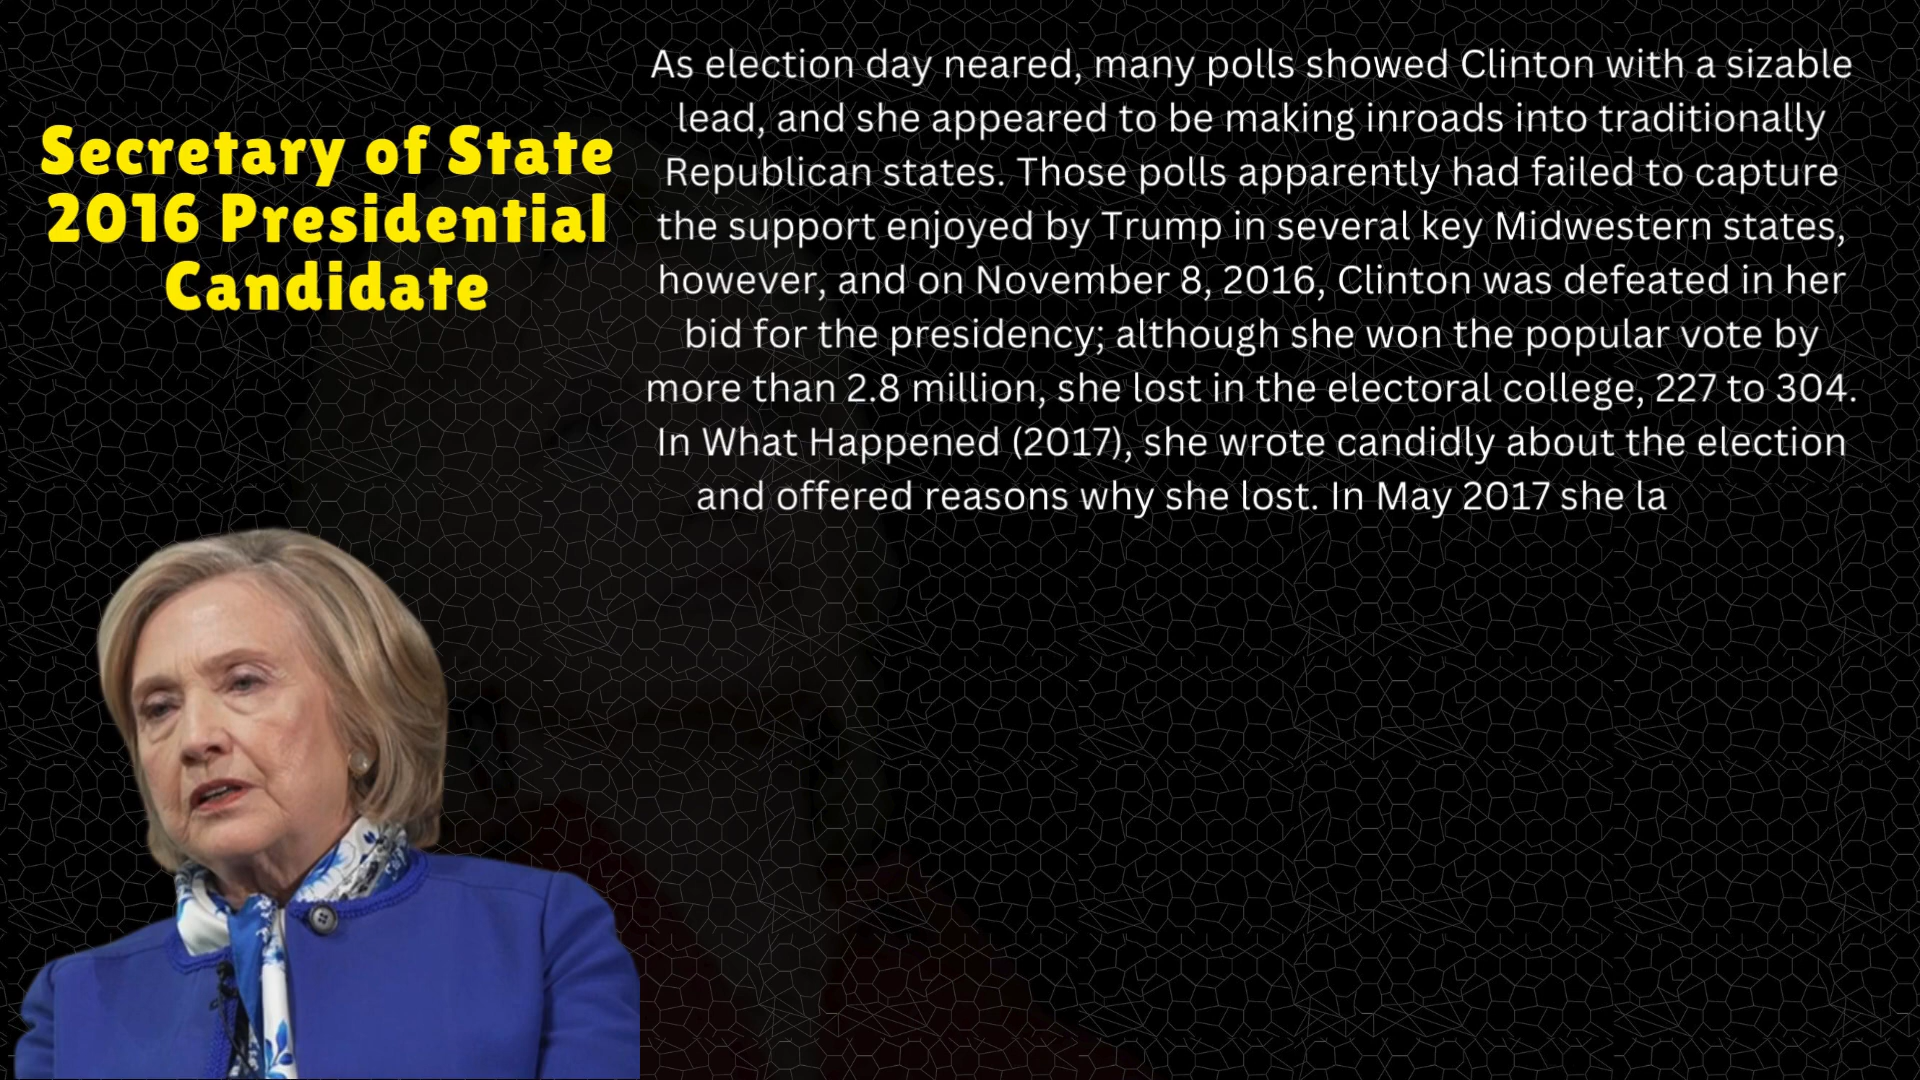 Secretary of State
2016 Presidential
Candidate
As election day neared, many polls showed Clinton with a sizable
lead, and she appeared to be making inroads into traditionally
Republican states. Those polls apparently had failed to capture
the support enjoyed by Trump in several key Midwestern states,
however, and on November 8, 2016, Clinton was defeated in her
bid for the presidency; although she won the popular vote by
more than 2.8 million, she lost in the electoral college, 227 to 304.
In What Happened (2017), she wrote candidly about the election
and offered reasons why she lost. In May 2017 she la